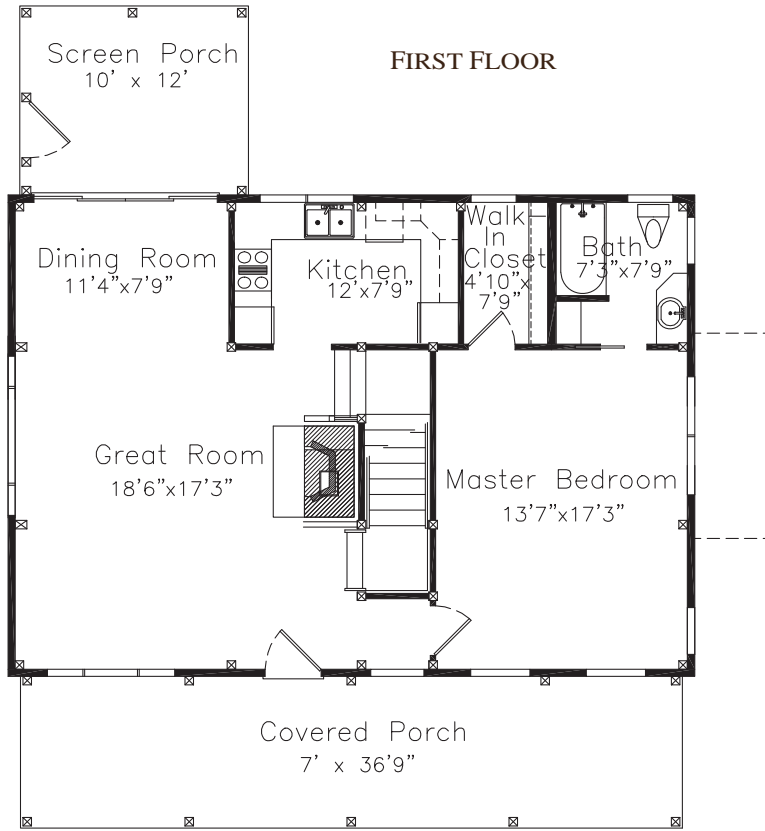 FIRST FLOOR
Screen Porch
10' x 12'
Dining Room
11'4"x7'9"
Kitchen
12'x7'9"
Walk
In
Closet
4'10"x
7'9"
Bath
7'3"x7'9"
Great Room
18'6"x17'3"
Master Bedroom
13'7"x17'3"
Covered Porch
7' x 36'9"